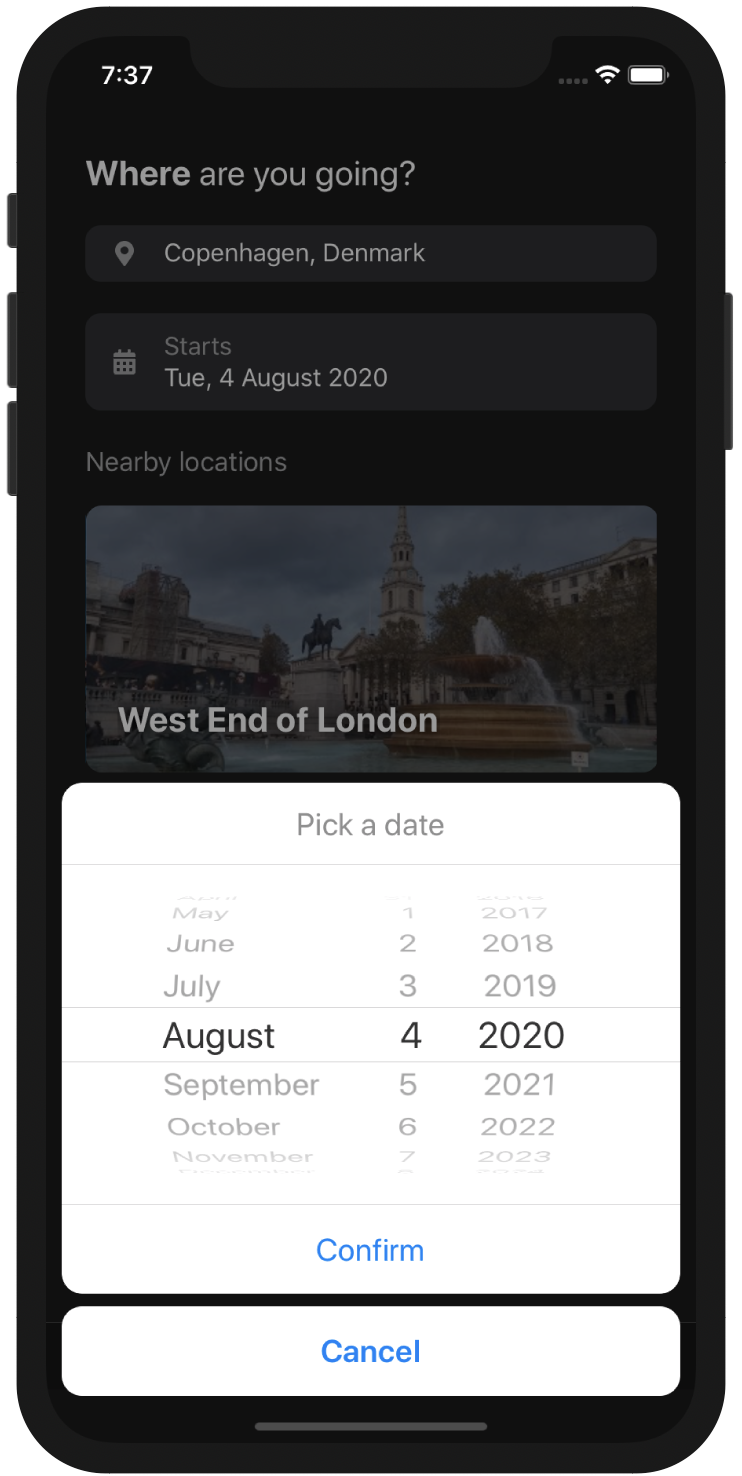 7:37
Where are you going?
Copenhagen, Denmark
Starts
Tue, 4 August 2020
Nearby locations
West End of London
Pick a date
April 2016
May 1 2017
June 2 2018
July 3 2019
August 4 2020
September 5 2021
October 6 2022
November 7 2023
December 8 2024
Confirm
Cancel